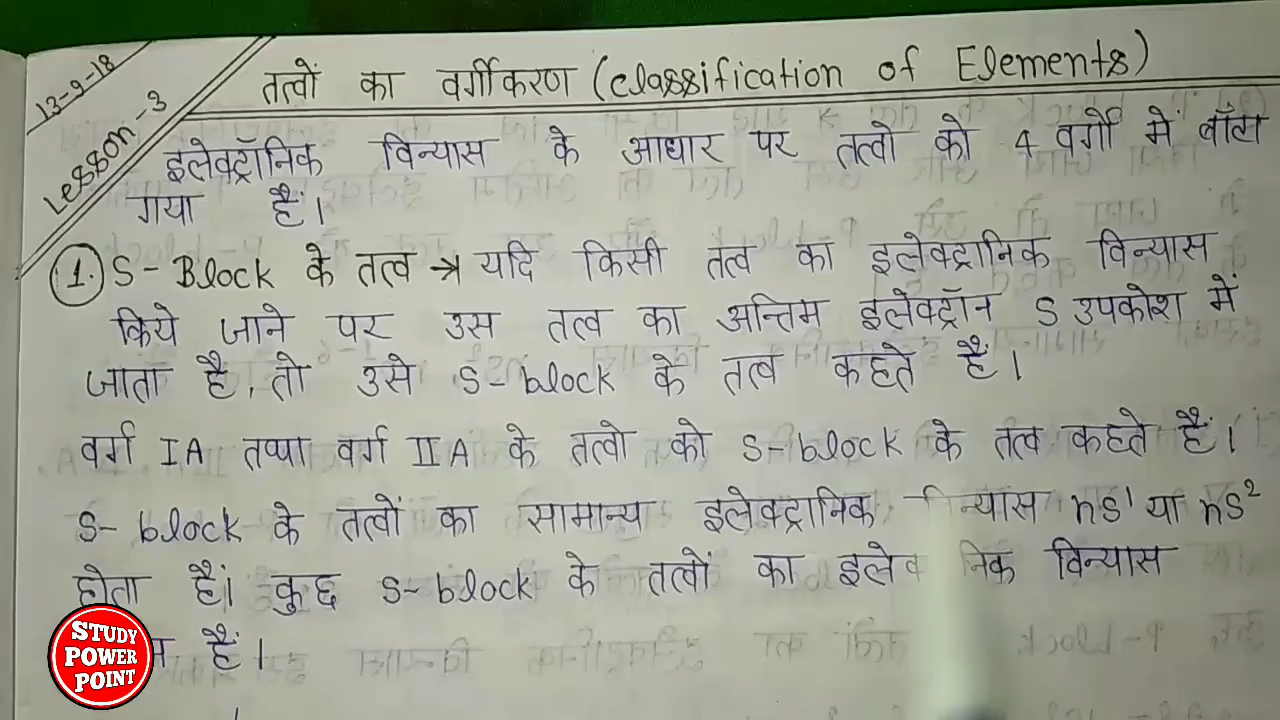 13-9-18
Lesson-3
तत्वों का वर्गीकरण (classification of Elements)
इलेक्ट्रॉनिक विन्यास के आधार पर तत्वो को 4 वर्गों मे बाँटा
गया हैं।
1. S-Block के तत्व → यदि किसी तत्व का इलेक्ट्रानिक विन्यास
किये जाने पर उस तत्व का अन्तिम इलेक्ट्रॉन S उपकोश में
जाता है, तो उसे S-block के तत्व कहते हैं।
वर्ग IA तथा वर्ग IIA के तत्वो को S-block के तत्व कहते हैं।
S-block के तत्वों का सामान्य इलेक्ट्रानिक न्यास ns¹ या ns²
होता हैं। कुछ S-block के तत्वों का विन्यास
हैं।
STUDY
POWER
POINT